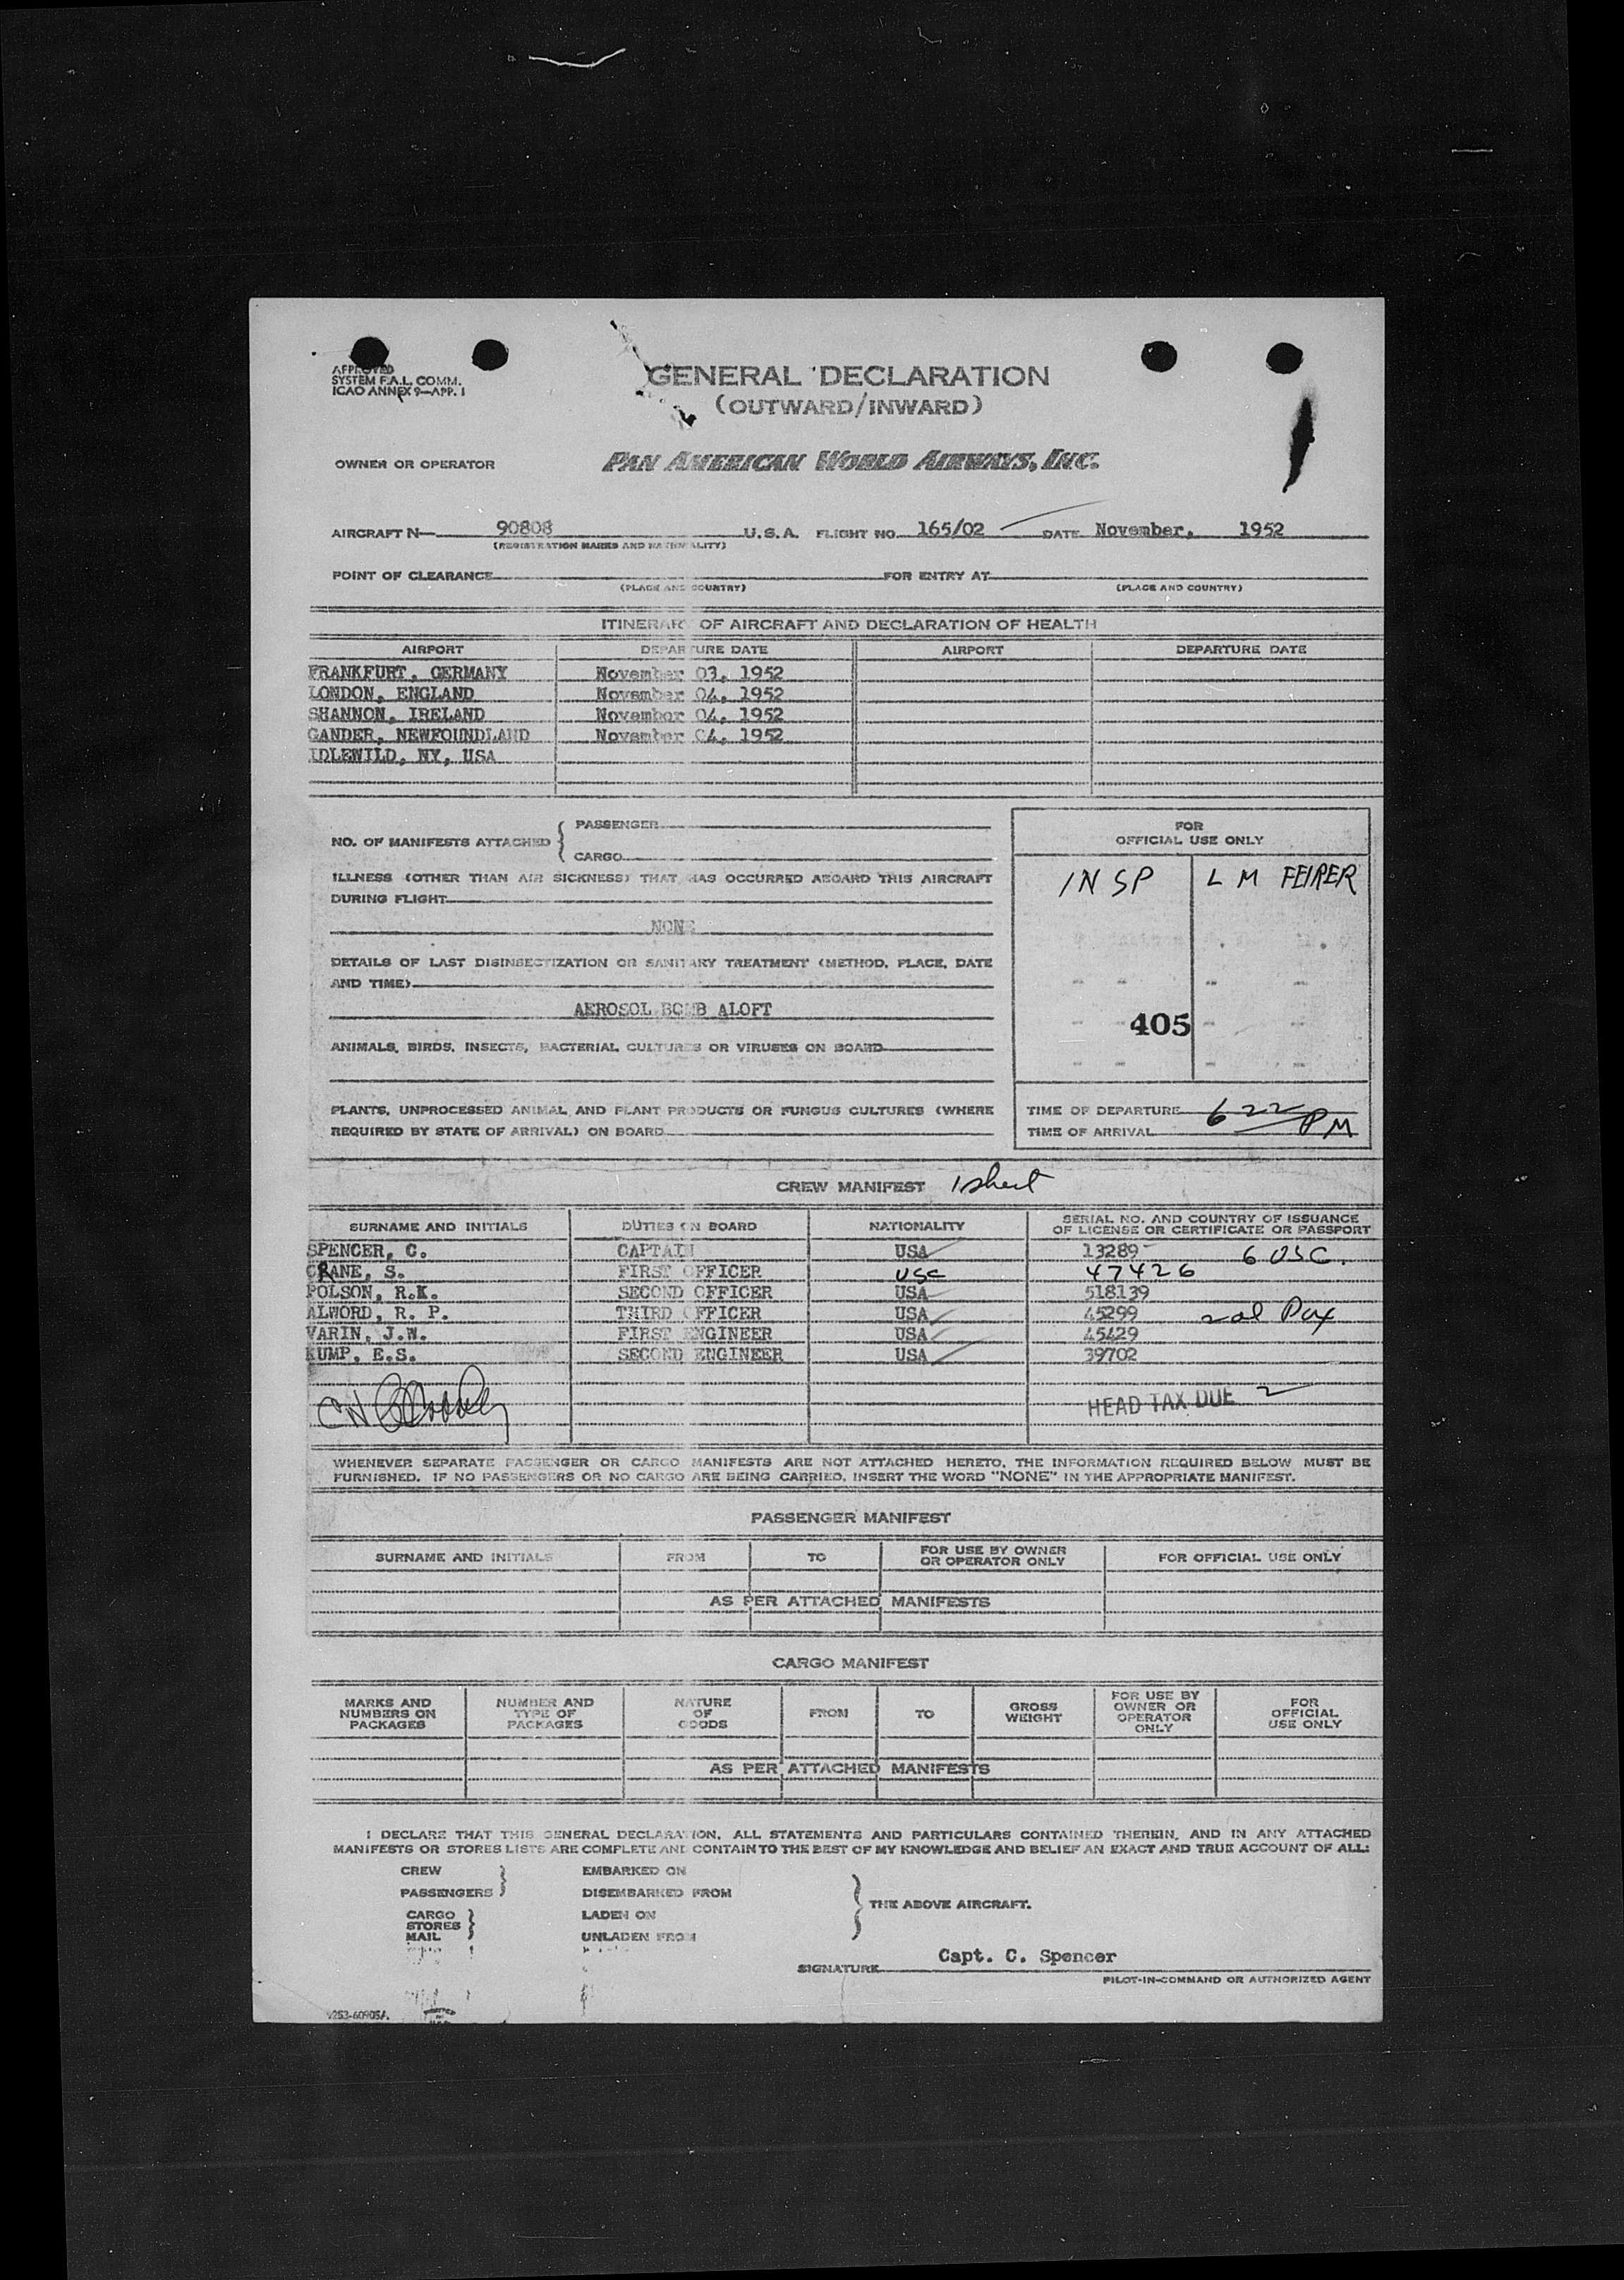 APPROVED
SYSTEM F.A.L. COMM.
ICAO ANNEX 9—APP. 1
GENERAL DECLARATION
(OUTWARD/INWARD)
OWNER OR OPERATOR PAN AMERICAN WORLD AIRWAYS, INC.
AIRCRAFT N— 90808 U.S.A. FLIGHT NO. 165/02 DATE November, 1952
(REGISTRATION MARKS AND NATIONALITY)
POINT OF CLEARANCE FOR ENTRY AT
(PLACE AND COUNTRY) (PLACE AND COUNTRY)
ITINERARY OF AIRCRAFT AND DECLARATION OF HEALTH
AIRPORT DEPARTURE DATE AIRPORT DEPARTURE DATE
FRANKFURT, GERMANY November 03, 1952
LONDON, ENGLAND November 04, 1952
SHANNON, IRELAND November 04, 1952
GANDER, NEWFOUNDLAND November 04, 1952
IDLEWILD, NY, USA
NO. OF MANIFESTS ATTACHED { PASSENGER
CARGO
ILLNESS (OTHER THAN AIR SICKNESS) THAT HAS OCCURRED ABOARD THIS AIRCRAFT
DURING FLIGHT
NONE
DETAILS OF LAST DISINSECTIZATION OR SANITARY TREATMENT (METHOD, PLACE, DATE
AND TIME)
AEROSOL BOMB ALOFT
ANIMALS, BIRDS, INSECTS, BACTERIAL CULTURES OR VIRUSES ON BOARD
PLANTS, UNPROCESSED ANIMAL AND PLANT PRODUCTS OR FUNGUS CULTURES (WHERE
REQUIRED BY STATE OF ARRIVAL) ON BOARD
FOR
OFFICIAL USE ONLY
INSP L M FEIRER
405
TIME OF DEPARTURE 6 22 PM
TIME OF ARRIVAL
CREW MANIFEST 1 sheet
SURNAME AND INITIALS DUTIES ON BOARD NATIONALITY SERIAL NO. AND COUNTRY OF ISSUANCE
OF LICENSE OR CERTIFICATE OR PASSPORT
SPENCER, C. CAPTAIN USA 13289 6 USC.
CRANE, S. FIRST OFFICER USC 47426
POLSON, R.K. SECOND OFFICER USA 518139
ALWORD, R. P. THIRD OFFICER USA 45299
VARIN, J.W. FIRST ENGINEER USA 45429
KUMP, E.S. SECOND ENGINEER USA 39702
HEAD TAX DUE 2
WHENEVER SEPARATE PASSENGER OR CARGO MANIFESTS ARE NOT ATTACHED HERETO, THE INFORMATION REQUIRED BELOW MUST BE
FURNISHED. IF NO PASSENGERS OR NO CARGO ARE BEING CARRIED, INSERT THE WORD "NONE" IN THE APPROPRIATE MANIFEST.
PASSENGER MANIFEST
SURNAME AND INITIALS FROM TO FOR USE BY OWNER
OR OPERATOR ONLY FOR OFFICIAL USE ONLY
AS PER ATTACHED MANIFESTS
CARGO MANIFEST
MARKS AND
NUMBERS ON
PACKAGES
NUMBER AND
TYPE OF
PACKAGES
NATURE
OF
GOODS
FROM
TO
GROSS
WEIGHT
FOR USE BY
OWNER OR
OPERATOR
ONLY
FOR
OFFICIAL
USE ONLY
AS PER ATTACHED MANIFESTS
I DECLARE THAT THIS GENERAL DECLARATION, ALL STATEMENTS AND PARTICULARS CONTAINED THEREIN, AND IN ANY ATTACHED
MANIFESTS OR STORES LISTS ARE COMPLETE AND CONTAIN TO THE BEST OF MY KNOWLEDGE AND BELIEF AN EXACT AND TRUE ACCOUNT OF ALL:
CREW EMBARKED ON
PASSENGERS DISEMBARKED FROM
THE ABOVE AIRCRAFT.
CARGO LADEN ON
STORES
MAIL UNLADEN FROM
Capt. C. Spencer
SIGNATURE
PILOT-IN-COMMAND OR AUTHORIZED AGENT